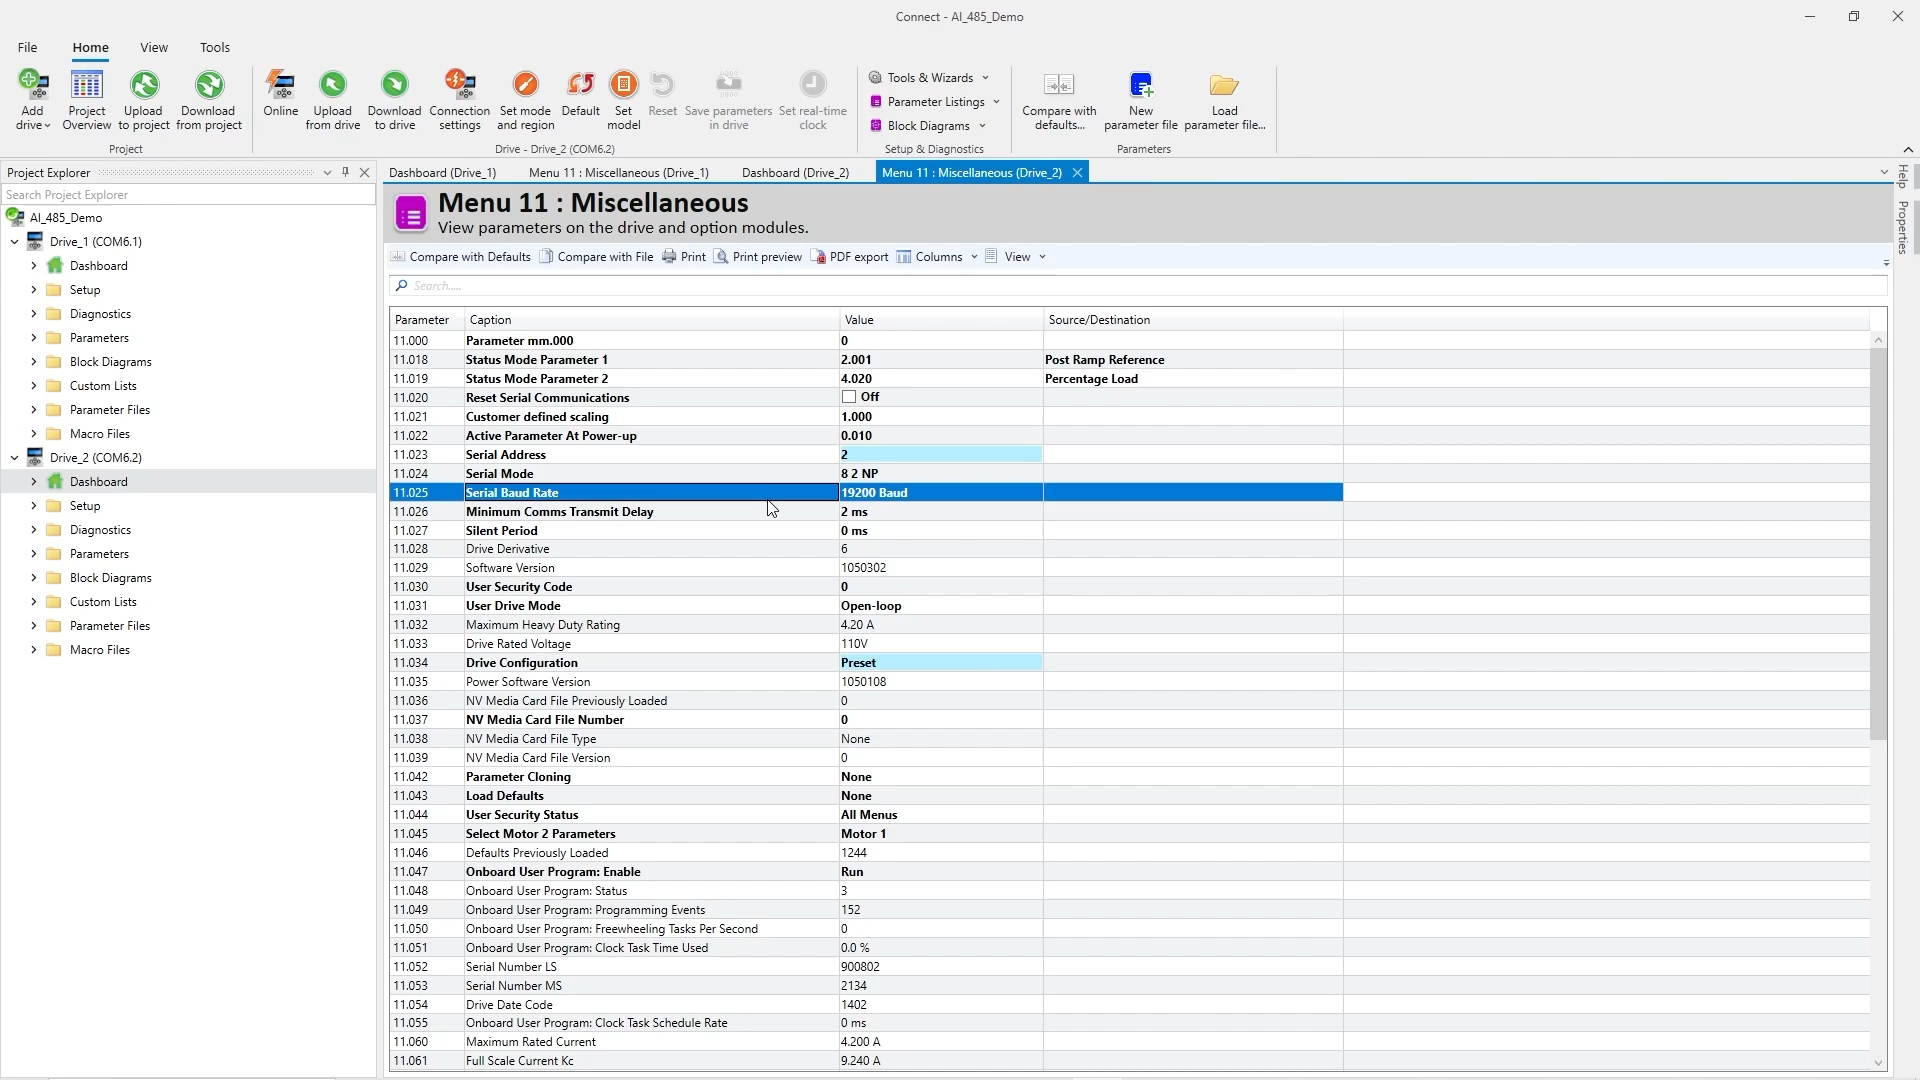 Connect - AI_485_Demo
File Home View Tools
Add drive
Project Overview
Upload to project
Download from project
Online
Upload from drive
Download to drive
Connection settings
Set mode and region
Default
Set model
Reset
Save parameters in drive
Set real-time clock
Tools & Wizards
Parameter Listings
Block Diagrams
Compare with defaults...
New parameter file
Load parameter file...
Project
Drive - Drive_2 (COM6.2)
Setup & Diagnostics
Parameters
Project Explorer
Search Project Explorer
AI_485_Demo
Drive_1 (COM6.1)
Dashboard
Setup
Diagnostics
Parameters
Block Diagrams
Custom Lists
Parameter Files
Macro Files
Drive_2 (COM6.2)
Dashboard
Setup
Diagnostics
Parameters
Block Diagrams
Custom Lists
Parameter Files
Macro Files
Dashboard (Drive_1) Menu 11 : Miscellaneous (Drive_1) Dashboard (Drive_2) Menu 11 : Miscellaneous (Drive_2)
Menu 11 : Miscellaneous
View parameters on the drive and option modules.
Compare with Defaults Compare with File Print Print preview PDF export Columns View
Search.....
Parameter Caption Value Source/Destination
11.000 Parameter mm.000 0
11.018 Status Mode Parameter 1 2.001 Post Ramp Reference
11.019 Status Mode Parameter 2 4.020 Percentage Load
11.020 Reset Serial Communications Off
11.021 Customer defined scaling 1.000
11.022 Active Parameter At Power-up 0.010
11.023 Serial Address 2
11.024 Serial Mode 8 2 NP
11.025 Serial Baud Rate 19200 Baud
11.026 Minimum Comms Transmit Delay 2 ms
11.027 Silent Period 0 ms
11.028 Drive Derivative 6
11.029 Software Version 1050302
11.030 User Security Code 0
11.031 User Drive Mode Open-loop
11.032 Maximum Heavy Duty Rating 4.20 A
11.033 Drive Rated Voltage 110V
11.034 Drive Configuration Preset
11.035 Power Software Version 1050108
11.036 NV Media Card File Previously Loaded 0
11.037 NV Media Card File Number 0
11.038 NV Media Card File Type None
11.039 NV Media Card File Version 0
11.042 Parameter Cloning None
11.043 Load Defaults None
11.044 User Security Status All Menus
11.045 Select Motor 2 Parameters Motor 1
11.046 Defaults Previously Loaded 1244
11.047 Onboard User Program: Enable Run
11.048 Onboard User Program: Status 3
11.049 Onboard User Program: Programming Events 152
11.050 Onboard User Program: Freewheeling Tasks Per Second 0
11.051 Onboard User Program: Clock Task Time Used 0.0 %
11.052 Serial Number LS 900802
11.053 Serial Number MS 2134
11.054 Drive Date Code 1402
11.055 Onboard User Program: Clock Task Schedule Rate 0 ms
11.060 Maximum Rated Current 4.200 A
11.061 Full Scale Current Kc 9.240 A
Help
Properties